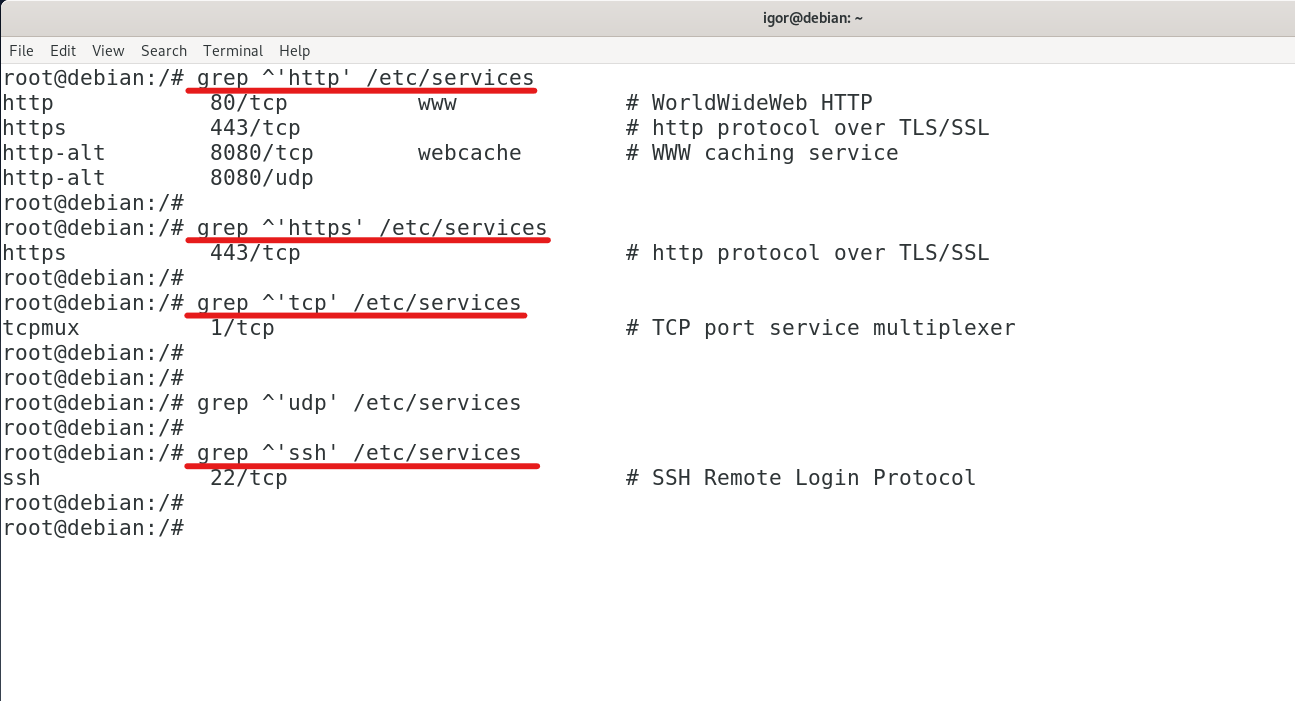 igor@debian: ~
File Edit View Search Terminal Help
root@debian:/# grep ^'http' /etc/services
http            80/tcp          www             # WorldWideWeb HTTP
https           443/tcp                         # http protocol over TLS/SSL
http-alt        8080/tcp        webcache        # WWW caching service
http-alt        8080/udp
root@debian:/#
root@debian:/# grep ^'https' /etc/services
https           443/tcp                         # http protocol over TLS/SSL
root@debian:/#
root@debian:/# grep ^'tcp' /etc/services
tcpmux          1/tcp                           # TCP port service multiplexer
root@debian:/#
root@debian:/#
root@debian:/# grep ^'udp' /etc/services
root@debian:/#
root@debian:/# grep ^'ssh' /etc/services
ssh             22/tcp                          # SSH Remote Login Protocol
root@debian:/#
root@debian:/#